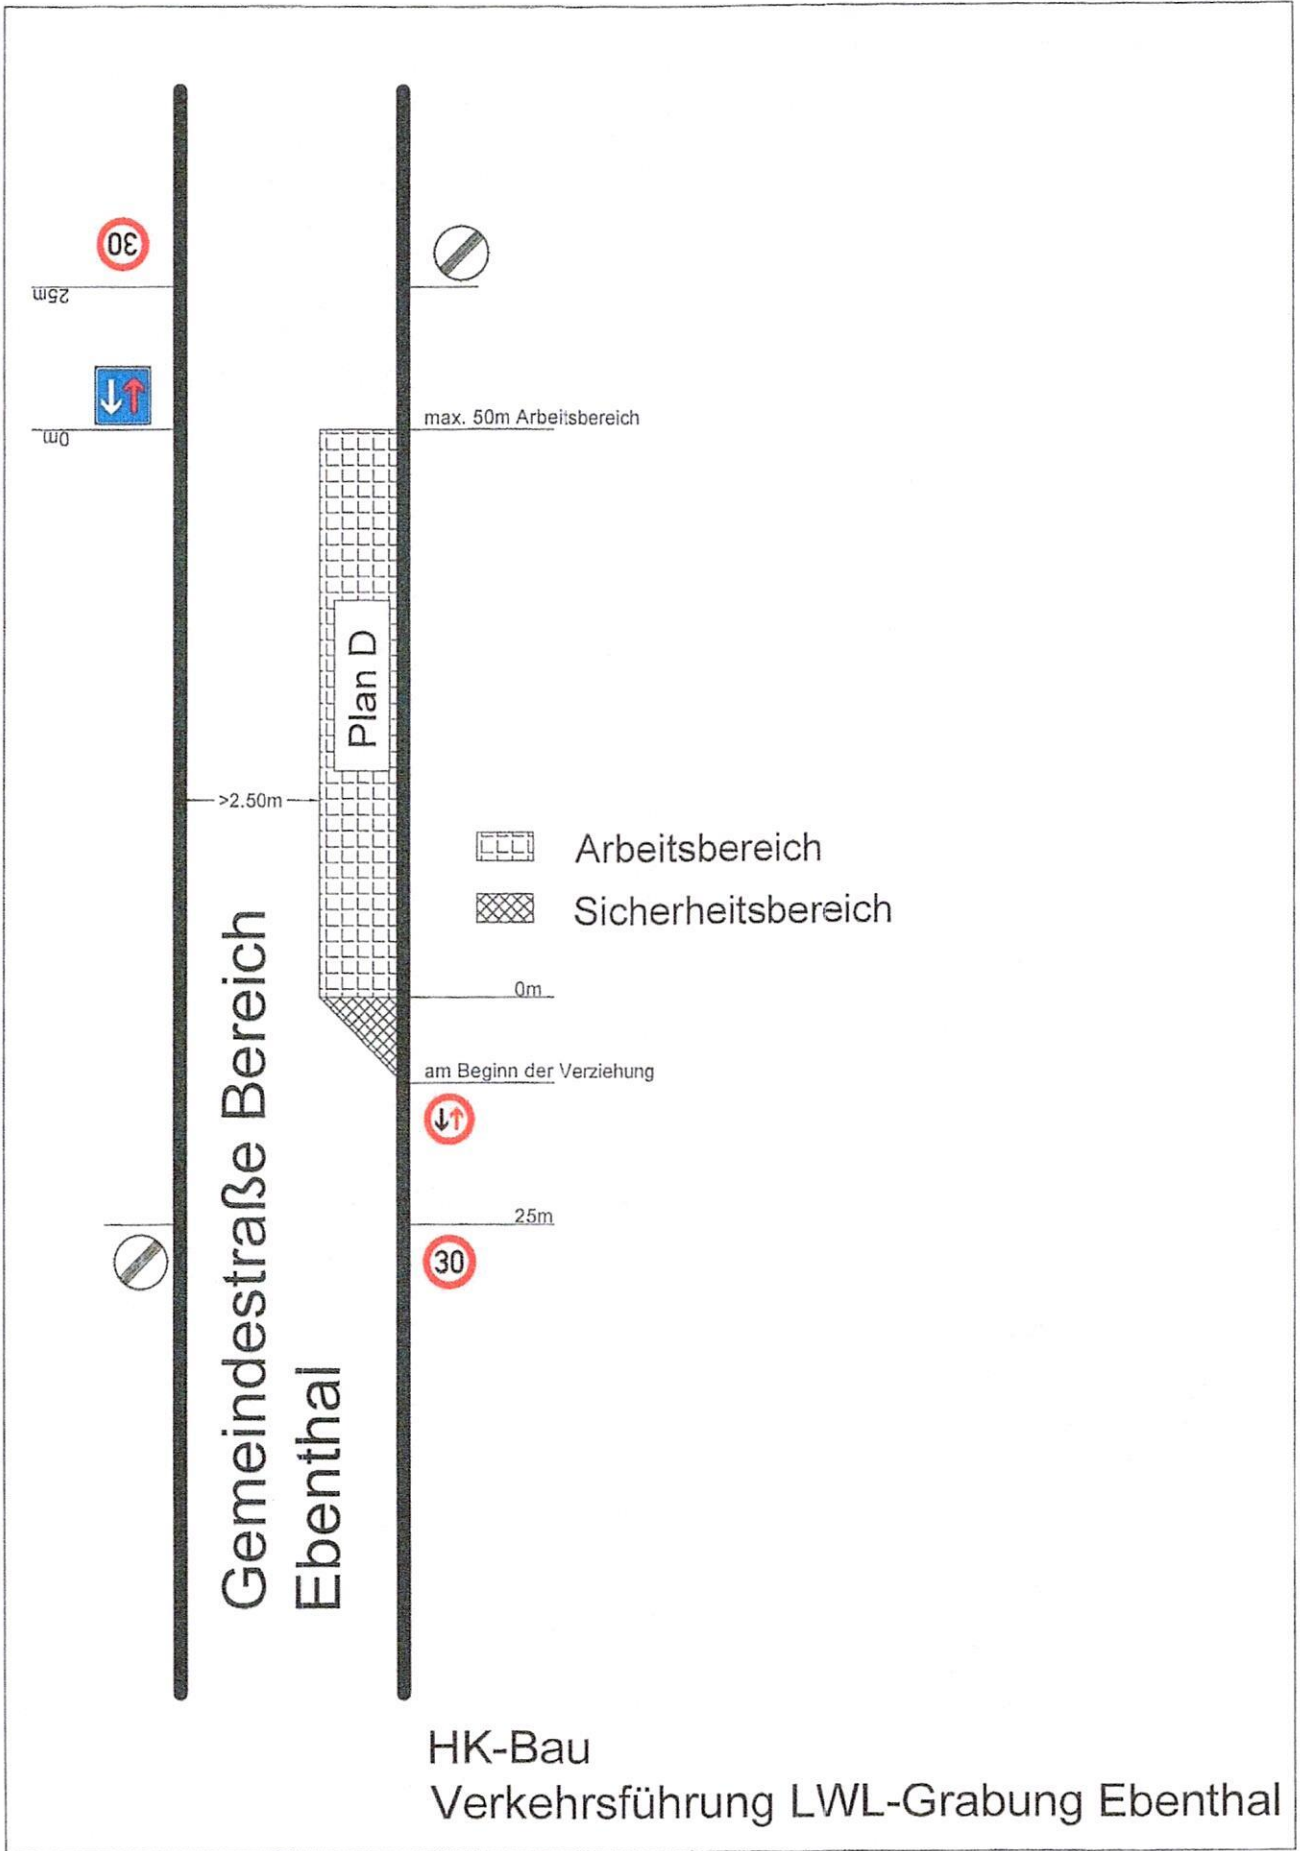 30
25m
0m
max. 50m Arbeitsbereich
Plan D
>2.50m
Arbeitsbereich
Sicherheitsbereich
0m
am Beginn der Verziehung
25m
30
Gemeindestraße Bereich
Ebenthal
HK-Bau
Verkehrsführung LWL-Grabung Ebenthal